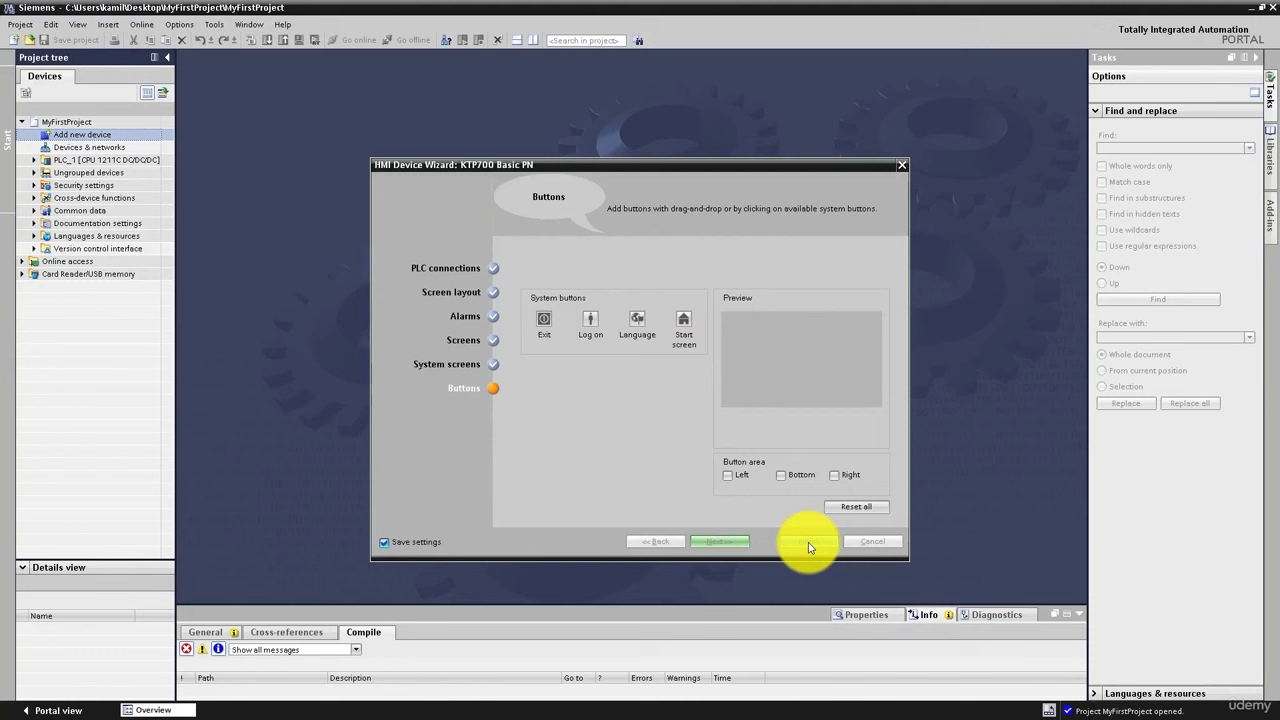 Siemens - C:\Users\kamil\Desktop\MyFirstProject\MyFirstProject
Project Edit View Insert Online Options Tools Window Help
Totally Integrated Automation
PORTAL
Save project
Go online
Go offline
<Search in project>
Project tree
Devices
Start
MyFirstProject
Add new device
Devices & networks
PLC_1 [CPU 1211C DC/DC/DC]
Ungrouped devices
Security settings
Cross-device functions
Common data
Documentation settings
Languages & resources
Version control interface
Online access
Card Reader/USB memory
Details view
Name
HMI Device Wizard: KTP700 Basic PN
Buttons
Add buttons with drag-and-drop or by clicking on available system buttons.
PLC connections
Screen layout
Alarms
Screens
System screens
Buttons
System buttons
Exit
Log on
Language
Start screen
Preview
Button area
Left
Bottom
Right
Reset all
Save settings
<< Back
Next >>
Cancel
Properties
Info
Diagnostics
General
Cross-references
Compile
Show all messages
! Path Description Go to ? Errors Warnings Time
Tasks
Options
Find and replace
Find:
Whole words only
Match case
Find in substructures
Find in hidden texts
Use wildcards
Use regular expressions
Down
Up
Find
Replace with:
Whole document
From current position
Selection
Replace
Replace all
Languages & resources
Tasks
Libraries
Add-ins
Portal view
Overview
Project MyFirstProject opened.
udemy